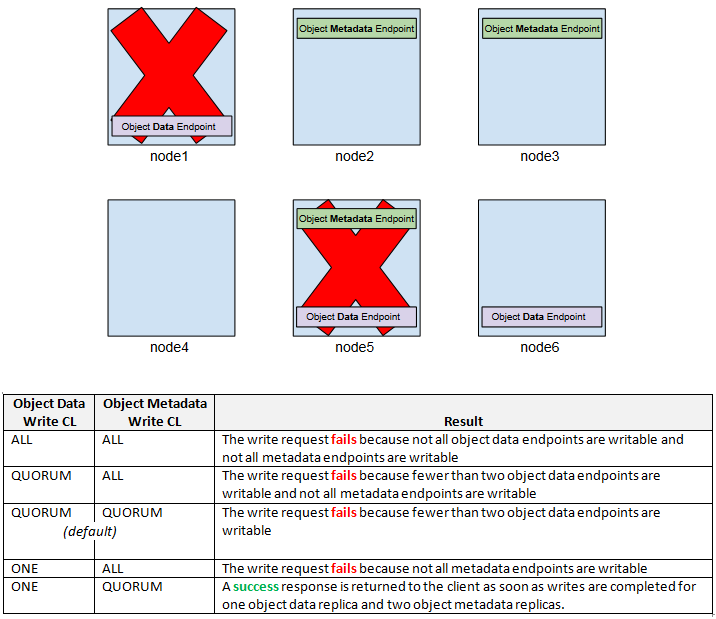 Object Metadata Endpoint
Object Metadata Endpoint
Object Data Endpoint
node1
node2
node3
Object Metadata Endpoint
Object Data Endpoint
Object Data Endpoint
node4
node5
node6
Object Data Write CL
Object Metadata Write CL
Result
ALL
ALL
The write request fails because not all object data endpoints are writable and
not all metadata endpoints are writable
QUORUM
ALL
The write request fails because fewer than two object data endpoints are
writable and not all metadata endpoints are writable
QUORUM
QUORUM
(default)
The write request fails because fewer than two object data endpoints are
writable
ONE
ALL
The write request fails because not all metadata endpoints are writable
ONE
QUORUM
A success response is returned to the client as soon as writes are completed for
one object data replica and two object metadata replicas.